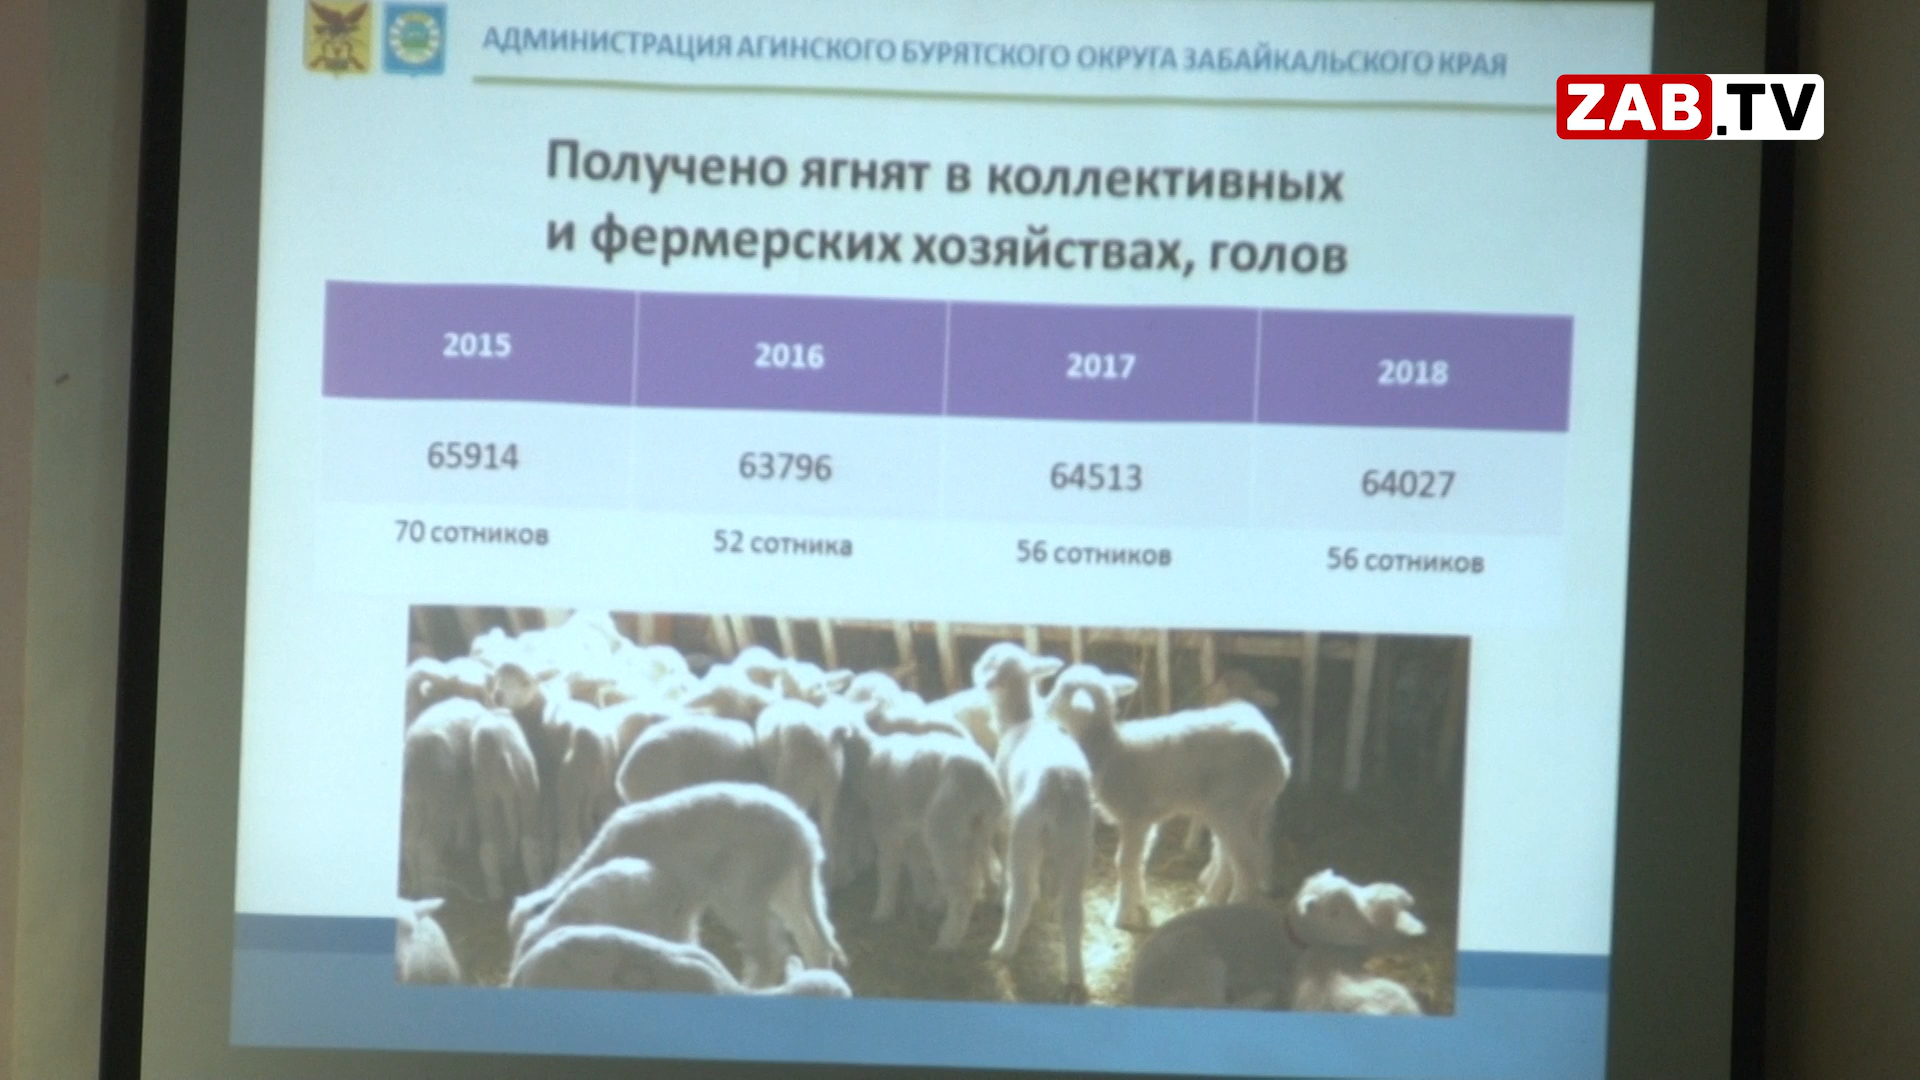 АДМИНИСТРАЦИЯ АГИНСКОГО БУРЯТСКОГО ОКРУГА ЗАБАЙКАЛЬСКОГО КРАЯ
ZAB.TV
Получено ягнят в коллективных
и фермерских хозяйствах, голов
2015 2016 2017 2018
65914 63796 64513 64027
70 сотников 52 сотника 56 сотников 56 сотников